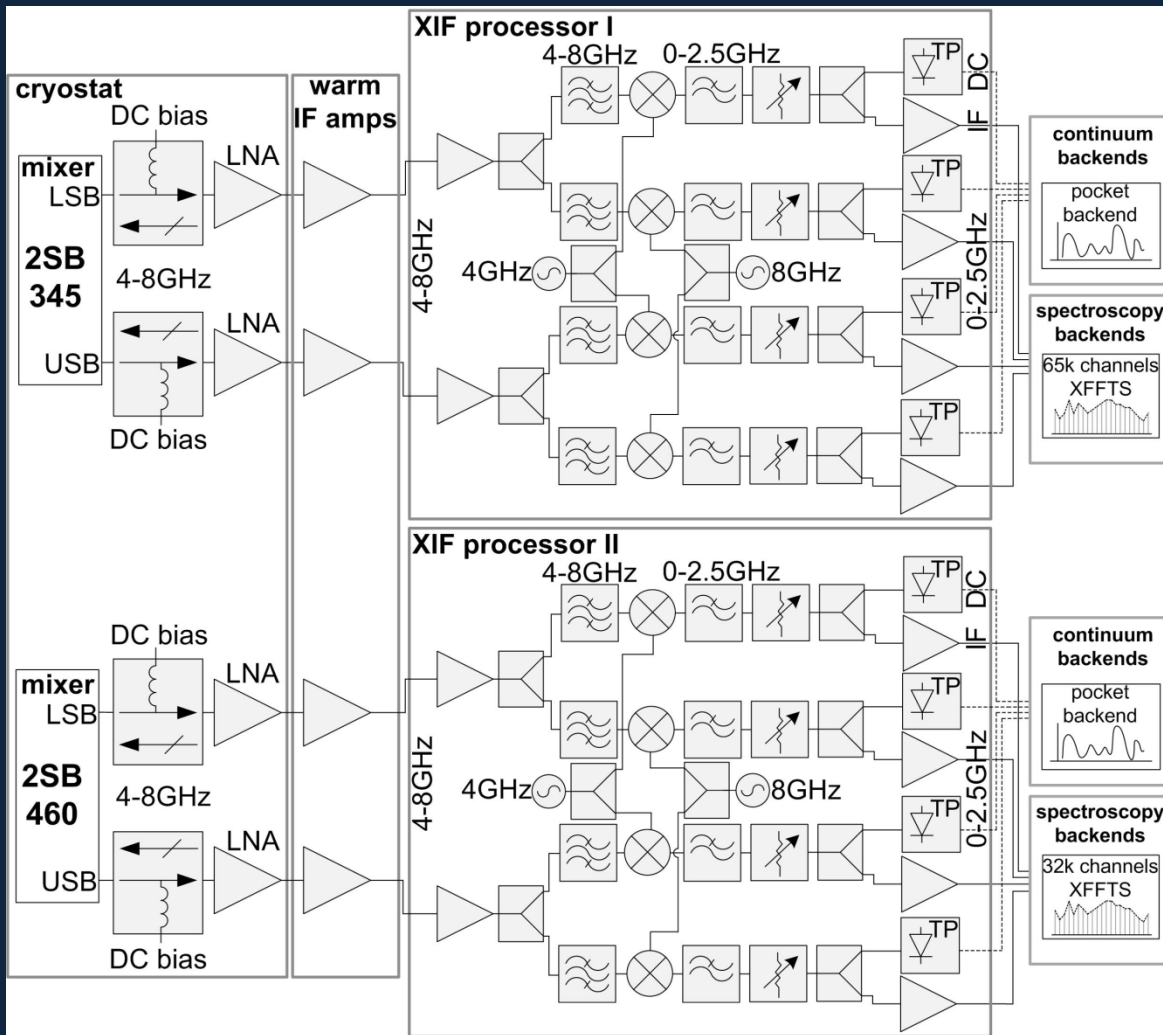 XIF processor I
4-8GHz
0-2.5GHz
TP
DC
IF
cryostat
DC bias
LNA
warm
IF amps
mixer
LSB
2SB
345
USB
4-8GHz
LNA
DC bias
4-8GHz
TP
4GHz
8GHz
TP
0-2.5GHz
TP
continuum
backends
pocket
backend
spectroscopy
backends
65k channels
XFFTS
XIF processor II
4-8GHz
0-2.5GHz
TP
DC
IF
DC bias
LNA
mixer
LSB
2SB
460
USB
4-8GHz
LNA
DC bias
4-8GHz
TP
4GHz
8GHz
TP
0-2.5GHz
TP
continuum
backends
pocket
backend
spectroscopy
backends
32k channels
XFFTS